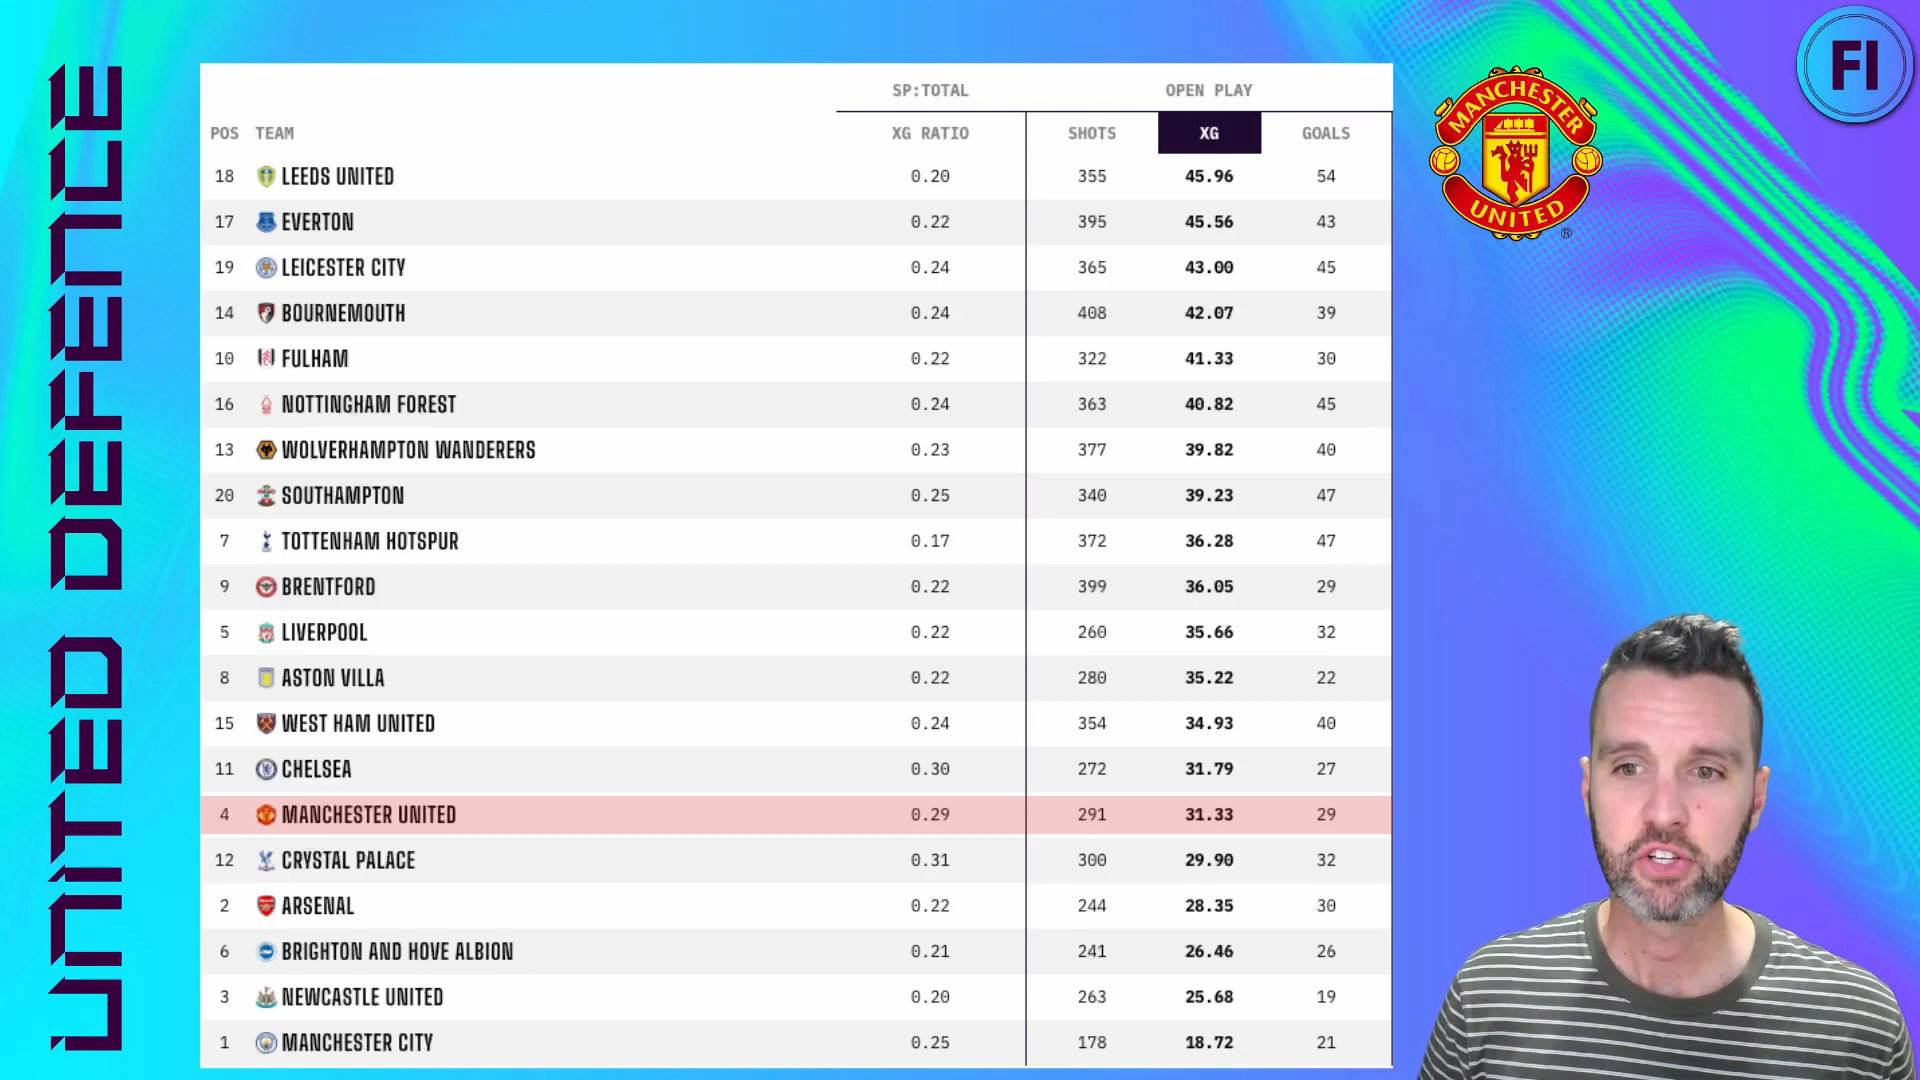 UNITED DEFENCE
SP:TOTAL OPEN PLAY
POS TEAM XG RATIO SHOTS XG GOALS
18 LEEDS UNITED 0.20 355 45.96 54
17 EVERTON 0.22 395 45.56 43
19 LEICESTER CITY 0.24 365 43.00 45
14 BOURNEMOUTH 0.24 408 42.07 39
10 FULHAM 0.22 322 41.33 30
16 NOTTINGHAM FOREST 0.24 363 40.82 45
13 WOLVERHAMPTON WANDERERS 0.23 377 39.82 40
20 SOUTHAMPTON 0.25 340 39.23 47
7 TOTTENHAM HOTSPUR 0.17 372 36.28 47
9 BRENTFORD 0.22 399 36.05 29
5 LIVERPOOL 0.22 260 35.66 32
8 ASTON VILLA 0.22 280 35.22 22
15 WEST HAM UNITED 0.24 354 34.93 40
11 CHELSEA 0.30 272 31.79 27
4 MANCHESTER UNITED 0.29 291 31.33 29
12 CRYSTAL PALACE 0.31 300 29.90 32
2 ARSENAL 0.22 244 28.35 30
6 BRIGHTON AND HOVE ALBION 0.21 241 26.46 26
3 NEWCASTLE UNITED 0.20 263 25.68 19
1 MANCHESTER CITY 0.25 178 18.72 21
MANCHESTER
UNITED
®
FI